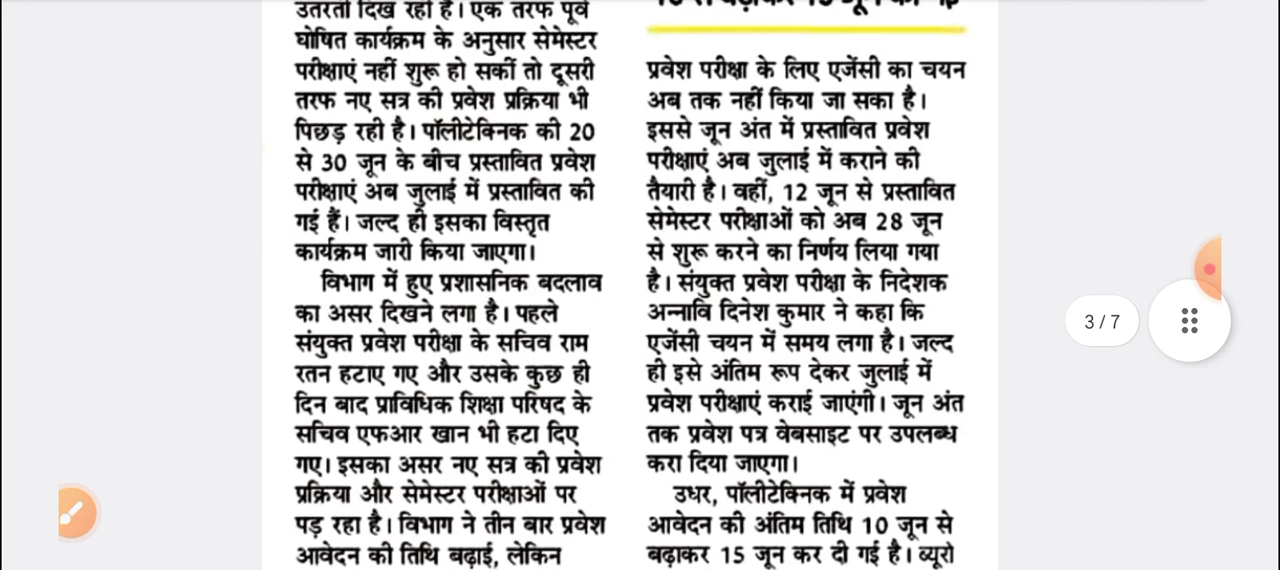 उतरती दिख रही है। एक तरफ पूर्व
घोषित कार्यक्रम के अनुसार सेमेस्टर
परीक्षाएं नहीं शुरू हो सकीं तो दूसरी
तरफ नए सत्र की प्रवेश प्रक्रिया भी
पिछड़ रही है। पॉलीटेक्निक की 20
से 30 जून के बीच प्रस्तावित प्रवेश
परीक्षाएं अब जुलाई में प्रस्तावित की
गई हैं। जल्द ही इसका विस्तृत
कार्यक्रम जारी किया जाएगा।
विभाग में हुए प्रशासनिक बदलाव
का असर दिखने लगा है। पहले
संयुक्त प्रवेश परीक्षा के सचिव राम
रतन हटाए गए और उसके कुछ ही
दिन बाद प्राविधिक शिक्षा परिषद के
सचिव एफआर खान भी हटा दिए
गए। इसका असर नए सत्र की प्रवेश
प्रक्रिया और सेमेस्टर परीक्षाओं पर
पड़ रहा है। विभाग ने तीन बार प्रवेश
आवेदन की तिथि बढ़ाई, लेकिन
प्रवेश परीक्षा के लिए एजेंसी का चयन
अब तक नहीं किया जा सका है।
इससे जून अंत में प्रस्तावित प्रवेश
परीक्षाएं अब जुलाई में कराने की
तैयारी है। वहीं, 12 जून से प्रस्तावित
सेमेस्टर परीक्षाओं को अब 28 जून
से शुरू करने का निर्णय लिया गया
है। संयुक्त प्रवेश परीक्षा के निदेशक
अन्नावि दिनेश कुमार ने कहा कि
एजेंसी चयन में समय लगा है। जल्द
ही इसे अंतिम रूप देकर जुलाई में
प्रवेश परीक्षाएं कराई जाएंगी। जून अंत
तक प्रवेश पत्र वेबसाइट पर उपलब्ध
करा दिया जाएगा।
उधर, पॉलीटेक्निक में प्रवेश
आवेदन की अंतिम तिथि 10 जून से
बढ़ाकर 15 जून कर दी गई है। ब्यूरो
3 / 7